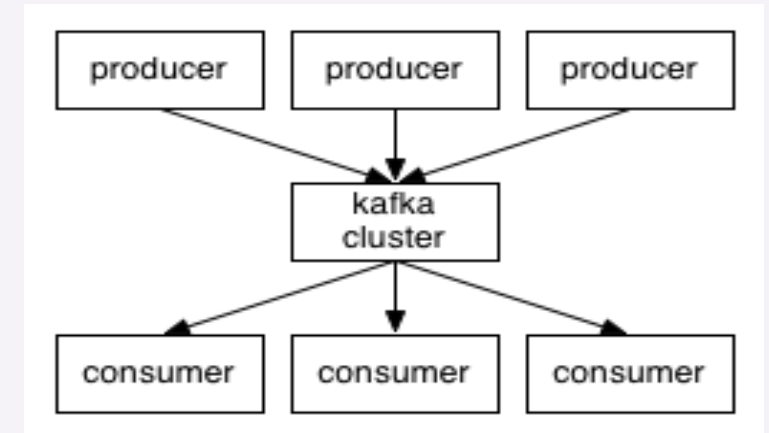 producer
producer
producer
kafka
cluster
consumer
consumer
consumer